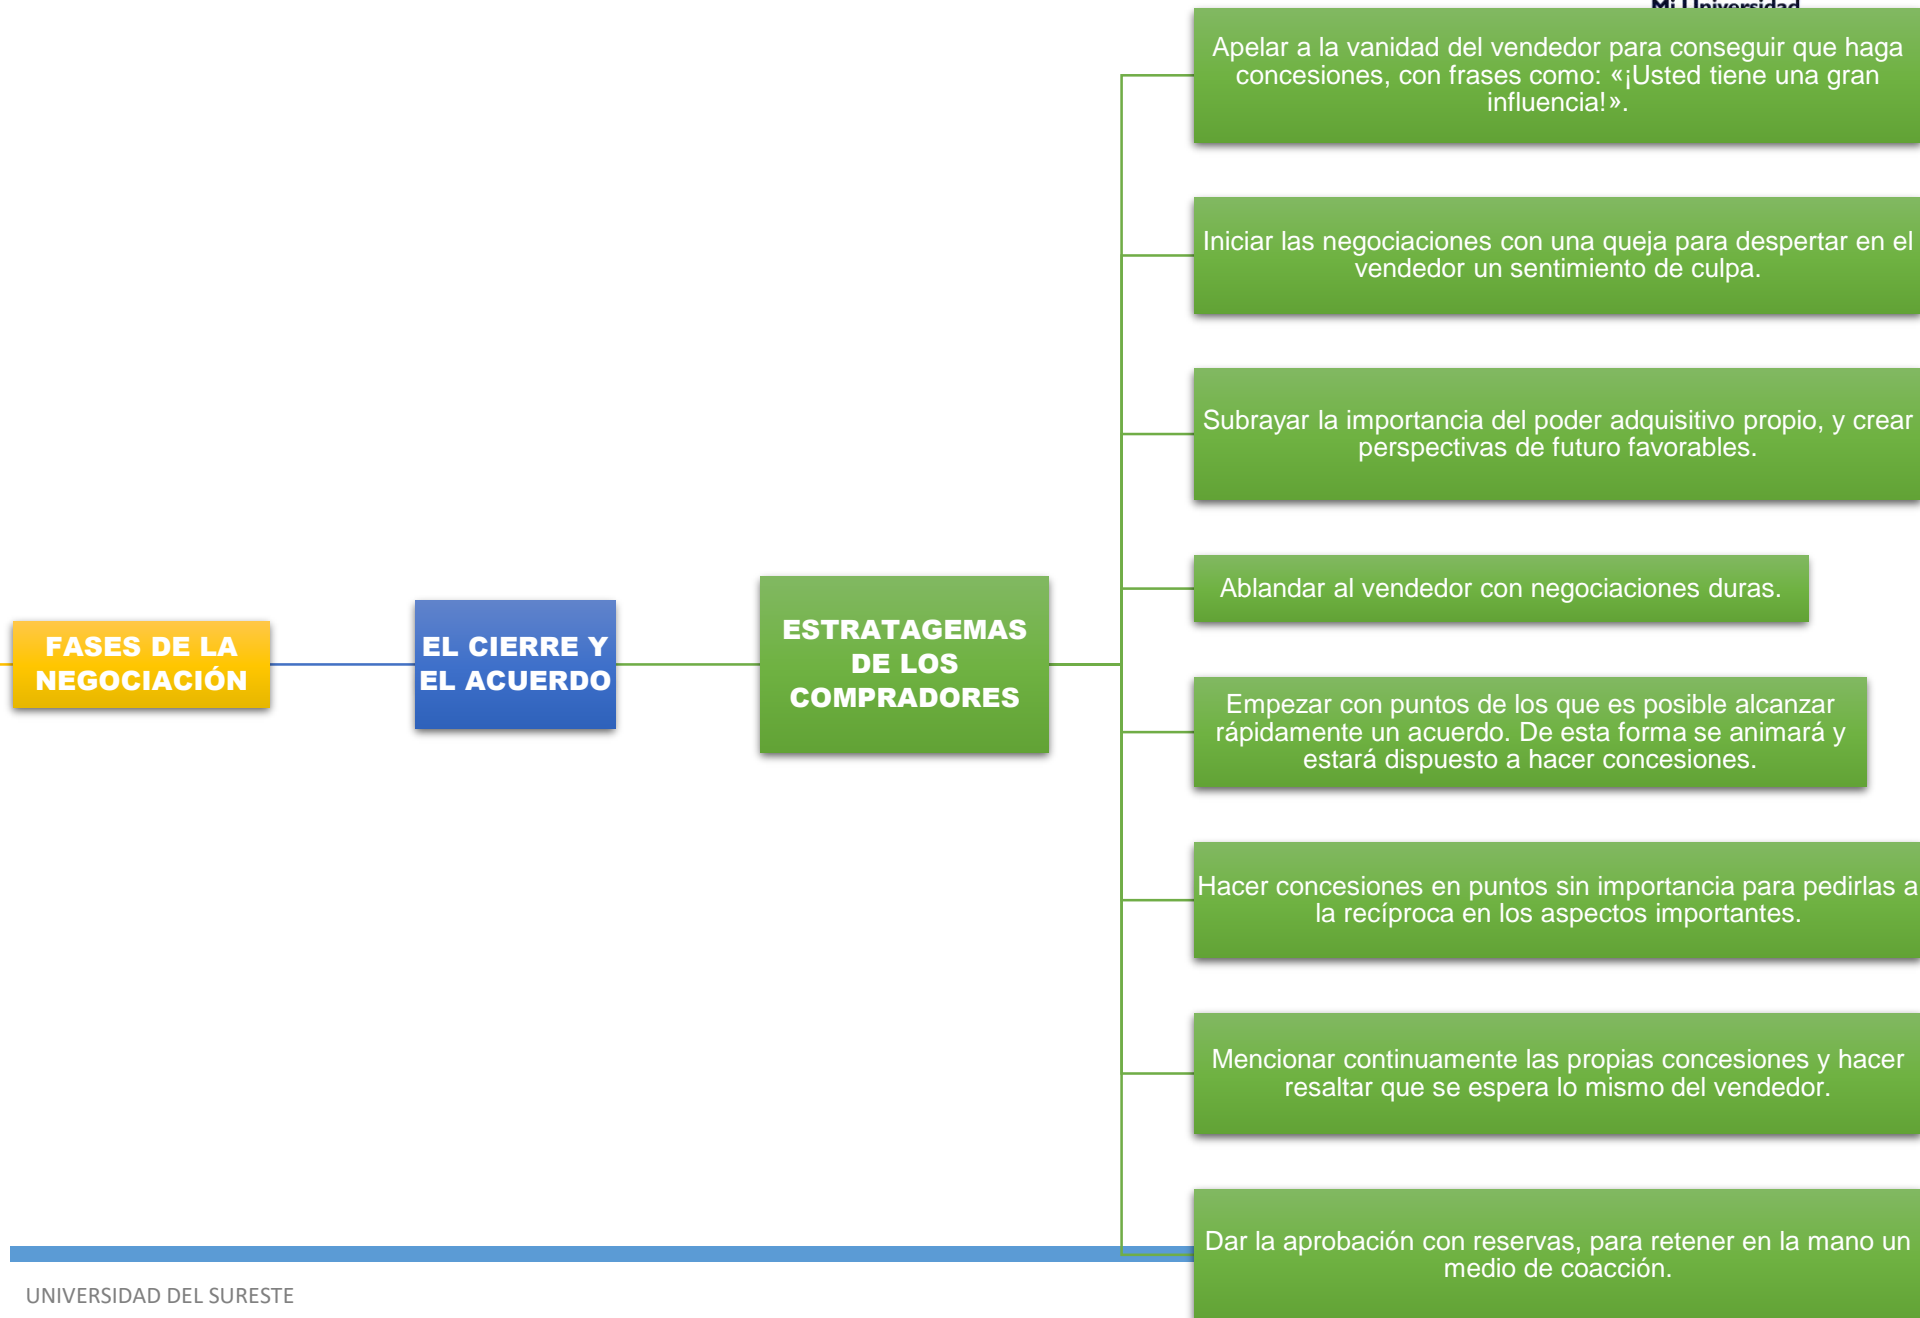 Mi Universidad
Apelar a la vanidad del vendedor para conseguir que haga
concesiones, con frases como: «¡Usted tiene una gran
influencia!».
Iniciar las negociaciones con una queja para despertar en el
vendedor un sentimiento de culpa.
Subrayar la importancia del poder adquisitivo propio, y crear
perspectivas de futuro favorables.
Ablandar al vendedor con negociaciones duras.
FASES DE LA
NEGOCIACIÓN
EL CIERRE Y
EL ACUERDO
ESTRATAGEMAS
DE LOS
COMPRADORES
Empezar con puntos de los que es posible alcanzar
rápidamente un acuerdo. De esta forma se animará y
estará dispuesto a hacer concesiones.
Hacer concesiones en puntos sin importancia para pedirlas a
la recíproca en los aspectos importantes.
Mencionar continuamente las propias concesiones y hacer
resaltar que se espera lo mismo del vendedor.
Dar la aprobación con reservas, para retener en la mano un
medio de coacción.
UNIVERSIDAD DEL SURESTE